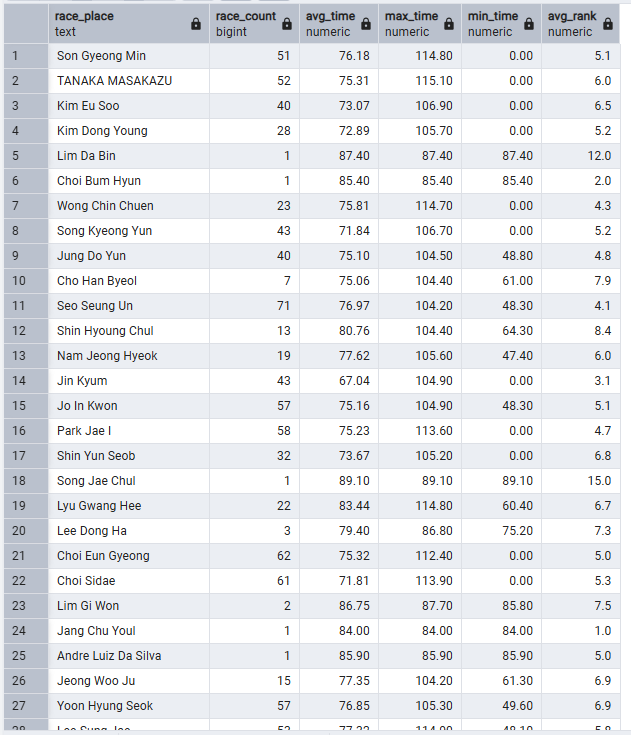 race_place race_count avg_time max_time min_time avg_rank
text bigint numeric numeric numeric numeric
1 Son Gyeong Min 51 76.18 114.80 0.00 5.1
2 TANAKA MASAKAZU 52 75.31 115.10 0.00 6.0
3 Kim Eu Soo 40 73.07 106.90 0.00 6.5
4 Kim Dong Young 28 72.89 105.70 0.00 5.2
5 Lim Da Bin 1 87.40 87.40 87.40 12.0
6 Choi Bum Hyun 1 85.40 85.40 85.40 2.0
7 Wong Chin Chuen 23 75.81 114.70 0.00 4.3
8 Song Kyeong Yun 43 71.84 106.70 0.00 5.2
9 Jung Do Yun 40 75.10 104.50 48.80 4.8
10 Cho Han Byeol 7 75.06 104.40 61.00 7.9
11 Seo Seung Un 71 76.97 104.20 48.30 4.1
12 Shin Hyoung Chul 13 80.76 104.40 64.30 8.4
13 Nam Jeong Hyeok 19 77.62 105.60 47.40 6.0
14 Jin Kyum 43 67.04 104.90 0.00 3.1
15 Jo In Kwon 57 75.16 104.90 48.30 5.1
16 Park Jae I 58 75.23 113.60 0.00 4.7
17 Shin Yun Seob 32 73.67 105.20 0.00 6.8
18 Song Jae Chul 1 89.10 89.10 89.10 15.0
19 Lyu Gwang Hee 22 83.44 114.80 60.40 6.7
20 Lee Dong Ha 3 79.40 86.80 75.20 7.3
21 Choi Eun Gyeong 62 75.32 112.40 0.00 5.0
22 Choi Sidae 61 71.81 113.90 0.00 5.3
23 Lim Gi Won 2 86.75 87.70 85.80 7.5
24 Jang Chu Youl 1 84.00 84.00 84.00 1.0
25 Andre Luiz Da Silva 1 85.90 85.90 85.90 5.0
26 Jeong Woo Ju 15 77.35 104.20 61.30 6.9
27 Yoon Hyung Seok 57 76.85 105.30 49.60 6.9